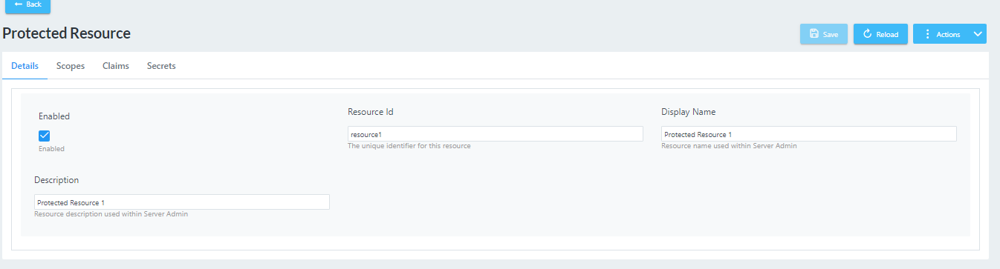 ← Back
Protected Resource
Save
Reload
Actions
Details Scopes Claims Secrets
Enabled
Resource Id
Display Name
resource1
Protected Resource 1
Enabled
The unique identifier for this resource
Resource name used within Server Admin
Description
Protected Resource 1
Resource description used within Server Admin